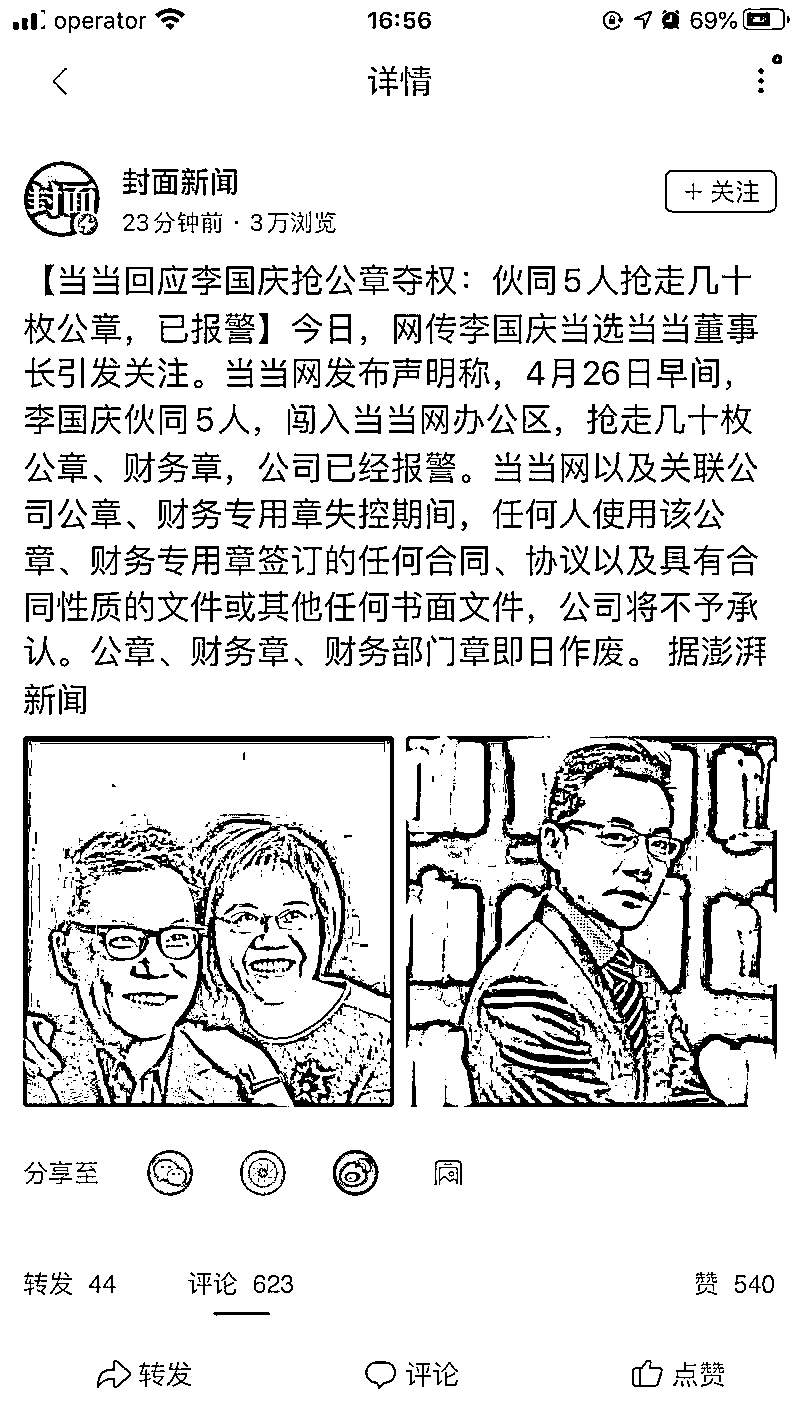 operator 16:56 69%
详情
封面
封面新闻
23分钟前 · 3万浏览
+ 关注
【当当回应李国庆抢公章夺权：伙同5人抢走几十
枚公章，已报警】今日，网传李国庆当选当当董事
长引发关注。当当网发布声明称，4月26日早间，
李国庆伙同5人，闯入当当网办公区，抢走几十枚
公章、财务章，公司已经报警。当当网以及关联公
司公章、财务专用章失控期间，任何人使用该公
章、财务专用章签订的任何合同、协议以及具有合
同性质的文件或其他任何书面文件，公司将不予承
认。公章、财务章、财务部门章即日作废。 据澎湃
新闻
分享至
转发 44 评论 623 赞 540
转发 评论 点赞